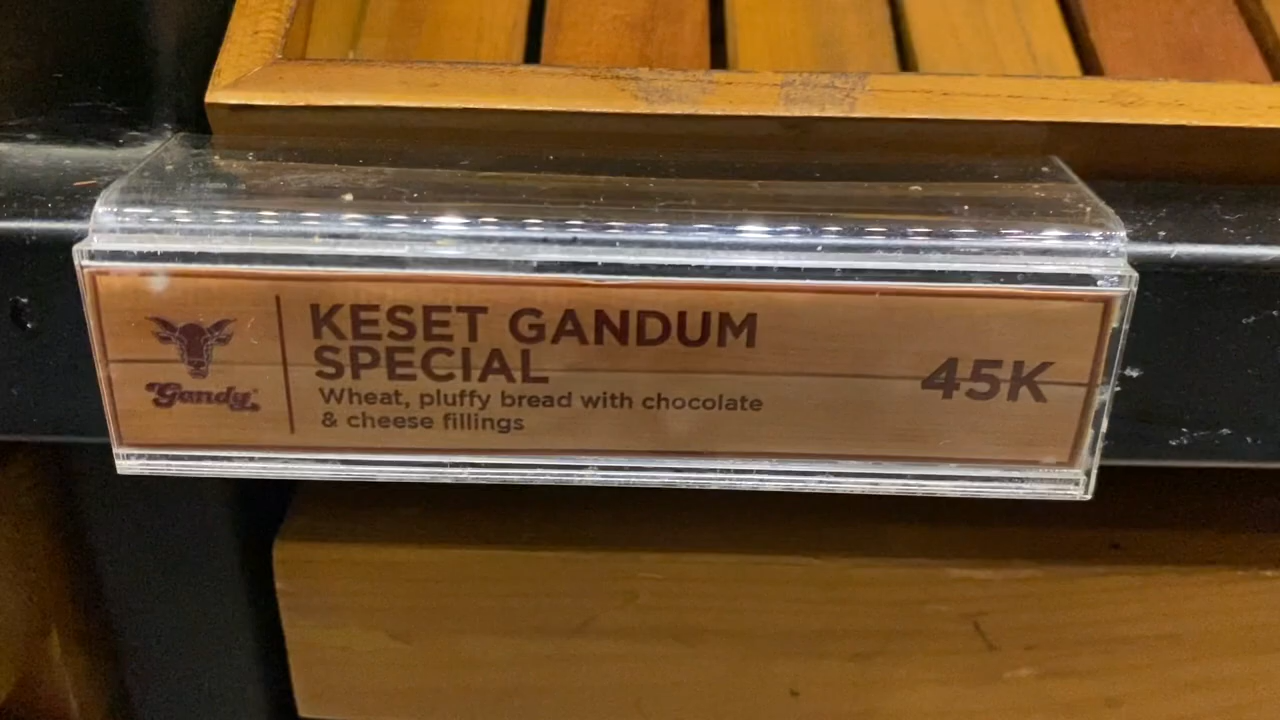 Gandy
KESET GANDUM
SPECIAL
Wheat, pluffy bread with chocolate
& cheese fillings
45K